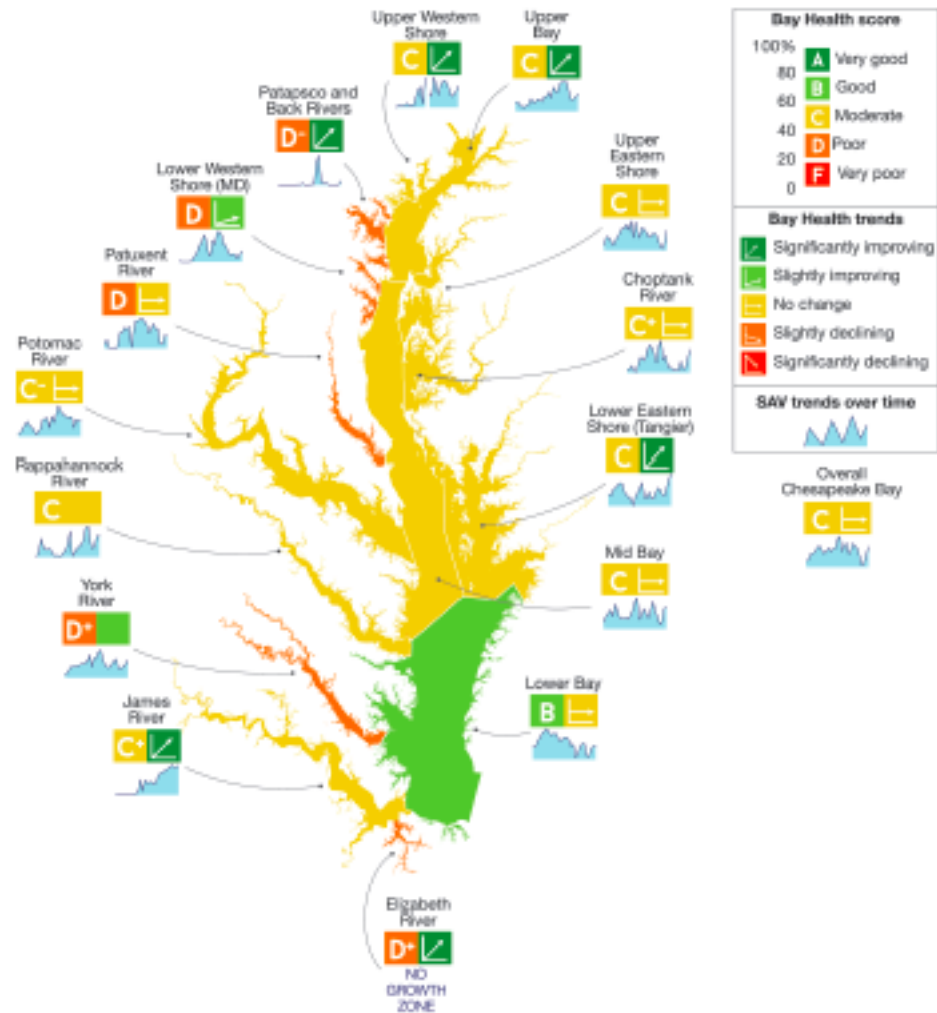 Upper Western
Shore
C
Upper
Bay
C
Patapsco and
Back Rivers
D-
Lower Western
Shore (MD)
D
Patuxent
River
D
Potomac
River
C-
Rappahannock
River
C
York
River
D+
James
River
C+
Elizabeth
River
D+
NO
GROWTH
ZONE
Upper
Eastern
Shore
C
Choptank
River
C+
Lower Eastern
Shore (Tangier)
C
Mid Bay
C
Lower Bay
B
Bay Health score
100%
80
60
40
20
0
A Very good
B Good
C Moderate
D Poor
F Very poor
Bay Health trends
Significantly improving
Slightly improving
No change
Slightly declining
Significantly declining
SAV trends over time
Overall
Chesapeake Bay
C